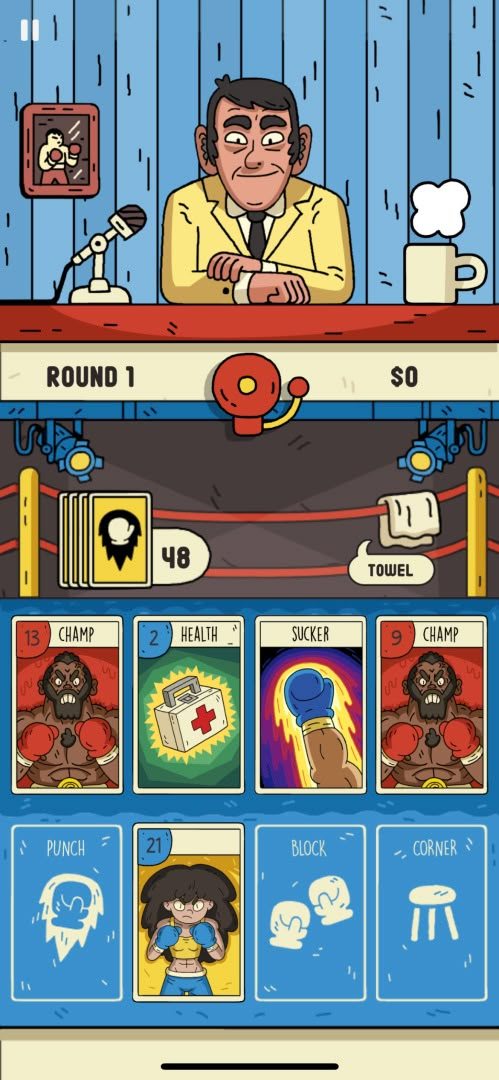 ROUND 1
$0
48
TOWEL
13 CHAMP
2 HEALTH
SUCKER
9 CHAMP
PUNCH
21
BLOCK
CORNER